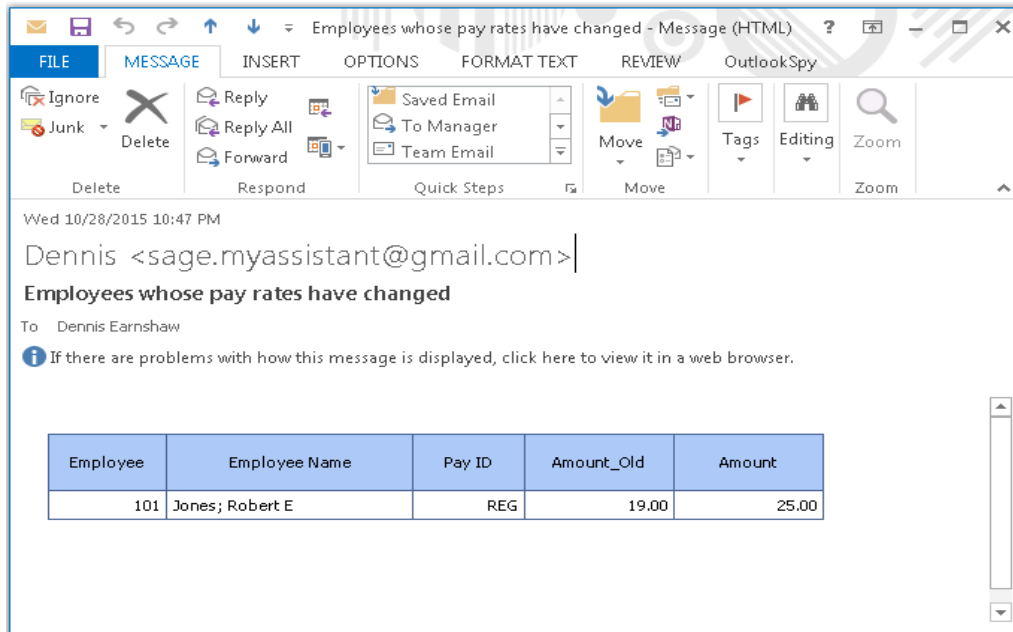 Employees whose pay rates have changed - Message (HTML) ?
FILE MESSAGE INSERT OPTIONS FORMAT TEXT REVIEW OutlookSpy
Ignore
Junk
Delete
Reply
Reply All
Forward
Saved Email
To Manager
Team Email
Move
Tags
Editing
Zoom
Delete Respond Quick Steps Move Zoom
Wed 10/28/2015 10:47 PM
Dennis <sage.myassistant@gmail.com>
Employees whose pay rates have changed
To Dennis Earnshaw
If there are problems with how this message is displayed, click here to view it in a web browser.
Employee Employee Name Pay ID Amount_Old Amount
101 Jones; Robert E REG 19.00 25.00